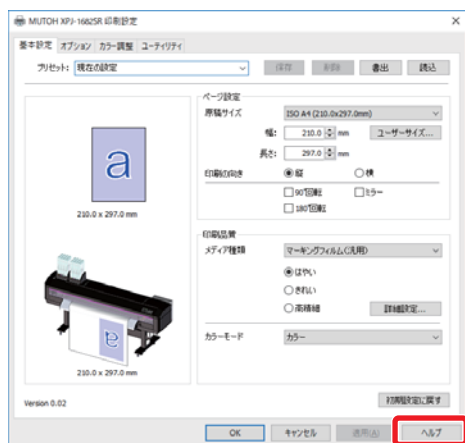 MUTOH XPJ-1682SR 印刷設定
基本設定 オプション カラー調整 ユーティリティ
プリセット: 現在の設定 保存 削除 書出 読込
ページ設定
原稿サイズ ISO A4 (210.0x297.0mm)
幅: 210.0 mm ユーザーサイズ...
長さ: 297.0 mm
印刷の向き 縦 横
90°回転 ミラー
180°回転
a
210.0 x 297.0 mm
印刷品質
メディア種類 マーキングフィルム(汎用)
はやい
きれい
高精細 詳細設定...
カラーモード カラー
a
210.0 x 297.0 mm
Version 0.02 初期設定に戻す
OK キャンセル 適用(A) ヘルプ